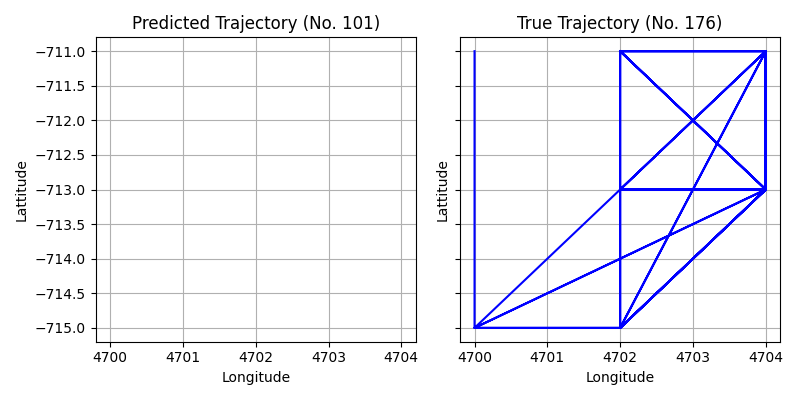 Predicted Trajectory (No. 101)
True Trajectory (No. 176)
−711.0
−711.5
−712.0
−712.5
−713.0
−713.5
−714.0
−714.5
−715.0
Lattitude
Lattitude
4700 4701 4702 4703 4704
4700 4701 4702 4703 4704
Longitude
Longitude